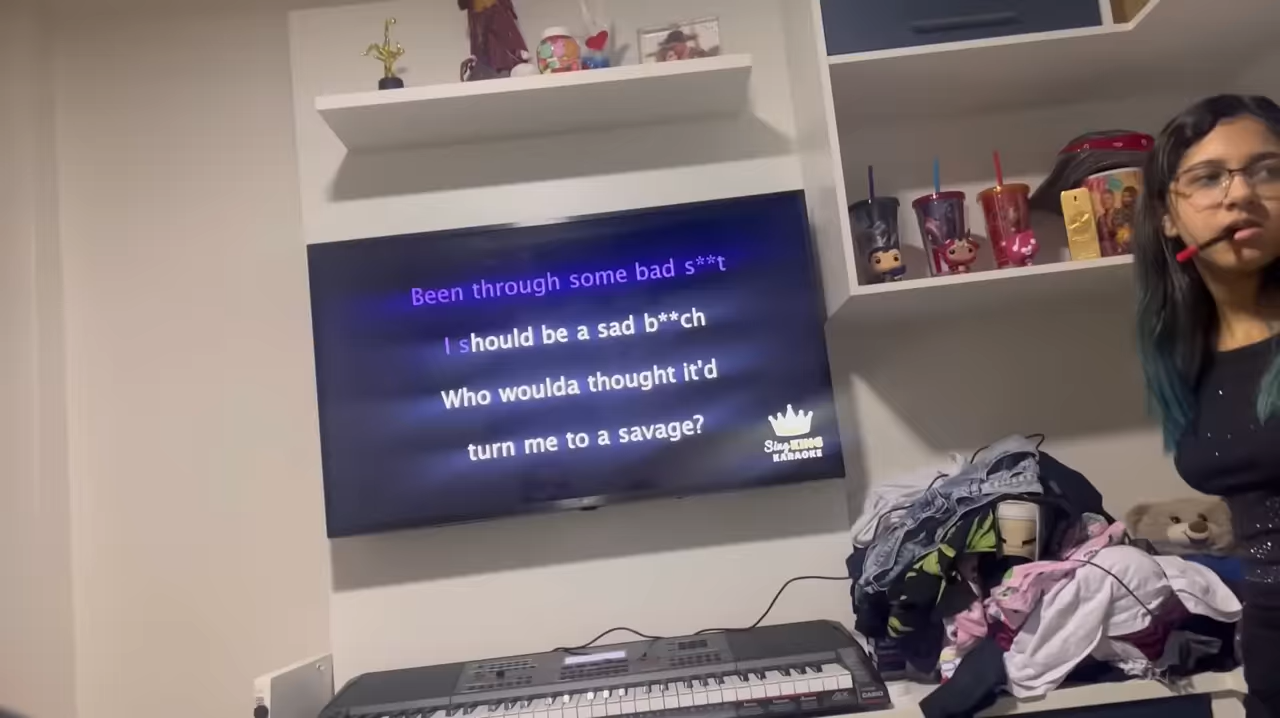 Been through some bad s**t
I should be a sad b**ch
Who woulda thought it'd
turn me to a savage?
Sing KING
KARAOKE
CASIO